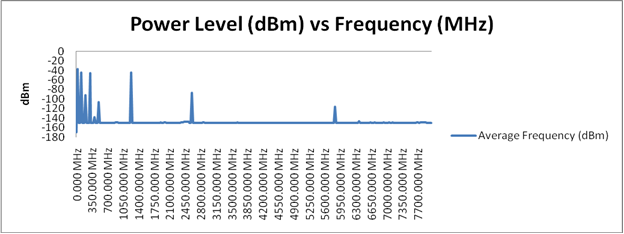 Power Level (dBm) vs Frequency (MHz)
0
-20
-40
-60
-80
-100
-120
-140
-160
-180
dBm
0.000 MHz
350.000 MHz
700.000 MHz
1050.000 MHz
1400.000 MHz
1750.000 MHz
2100.000 MHz
2450.000 MHz
2800.000 MHz
3150.000 MHz
3500.000 MHz
3850.000 MHz
4200.000 MHz
4550.000 MHz
4900.000 MHz
5250.000 MHz
5600.000 MHz
5950.000 MHz
6300.000 MHz
6650.000 MHz
7000.000 MHz
7350.000 MHz
7700.000 MHz
Average Frequency (dBm)